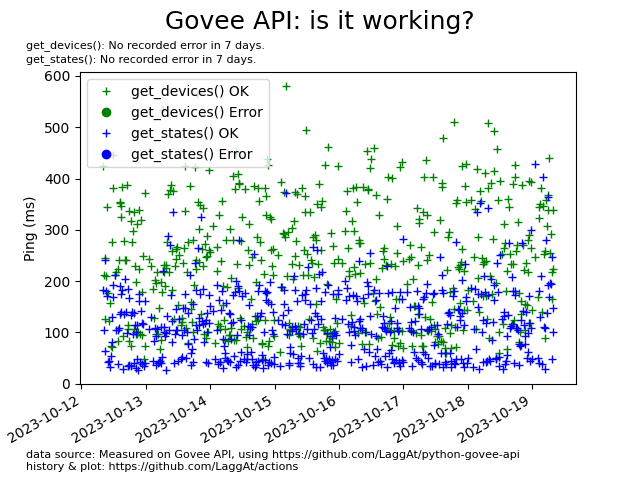 Govee API: is it working?
get_devices(): No recorded error in 7 days.
get_states(): No recorded error in 7 days.
get_devices() OK
get_devices() Error
get_states() OK
get_states() Error
Ping (ms)
600
500
400
300
200
100
0
2023-10-12
2023-10-13
2023-10-14
2023-10-15
2023-10-16
2023-10-17
2023-10-18
2023-10-19
data source: Measured on Govee API, using https://github.com/LaggAt/python-govee-api
history & plot: https://github.com/LaggAt/actions